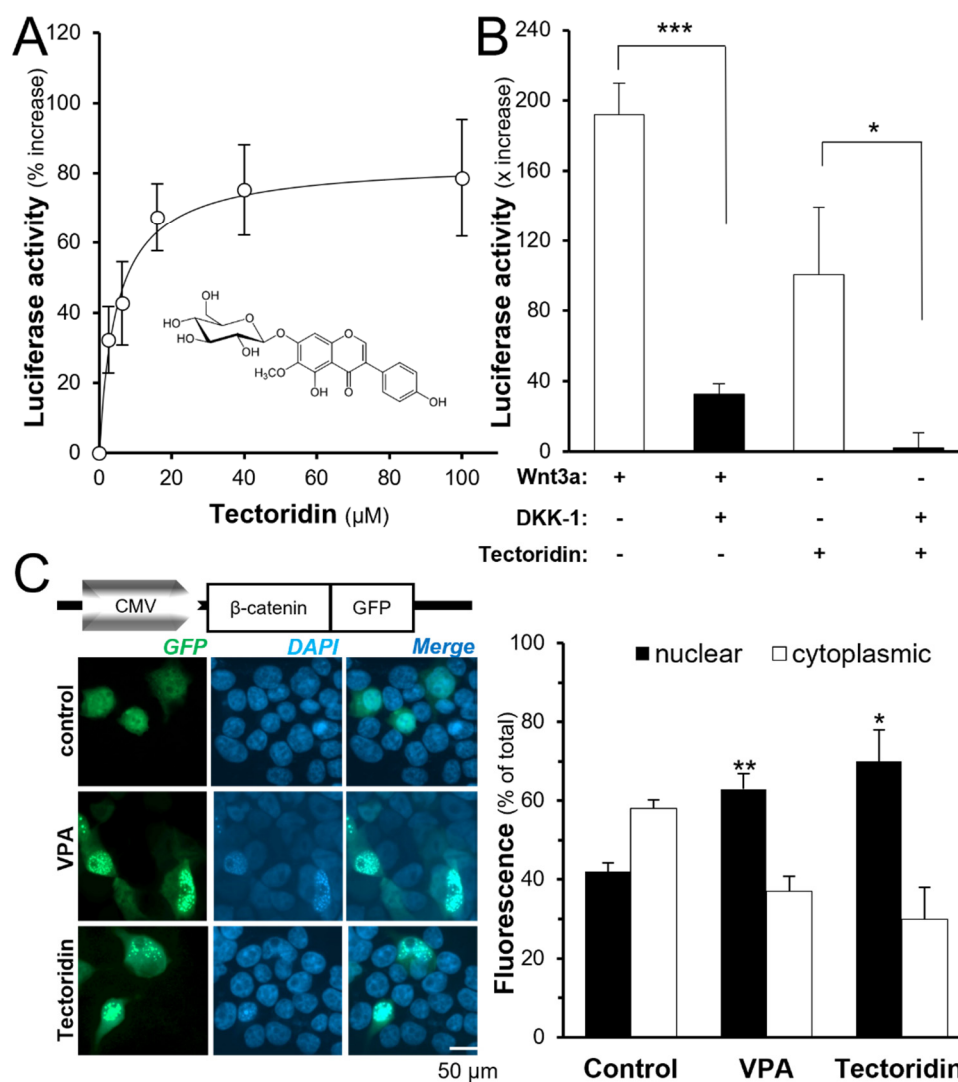 A
Luciferase activity (% increase)
120
100
80
60
40
20
0
0 20 40 60 80 100
Tectoridin (µM)
OH
HO
HO
OH
O
O
O
O
H₃CO
OH
O
OH
B
Luciferase activity (x increase)
240
200
160
120
80
40
0
***
*
Wnt3a: + + - -
DKK-1: - + - +
Tectoridin: - - + +
C
CMV β-catenin GFP
GFP DAPI Merge
control
VPA
Tectoridin
50 µm
Fluorescence (% of total)
100
80
60
40
20
0
nuclear cytoplasmic
**
*
Control VPA Tectoridin